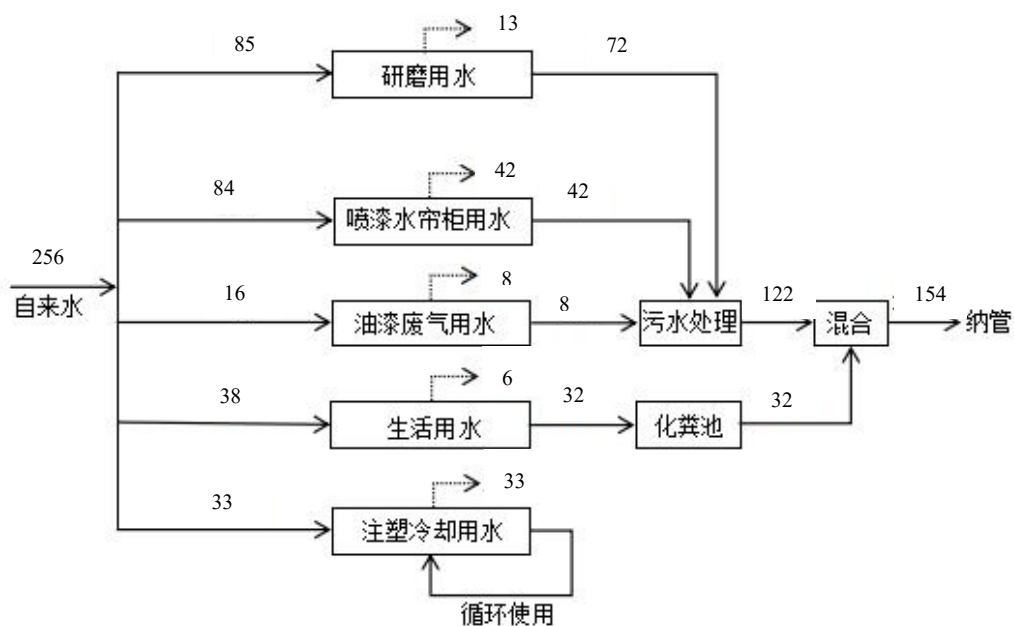 13
85
72
研磨用水
42
84
42
喷漆水帘柜用水
256
自来水
8
16
8
油漆废气用水
污水处理
122
混合
154
纳管
6
38
32
生活用水
化粪池
32
33
33
注塑冷却用水
循环使用